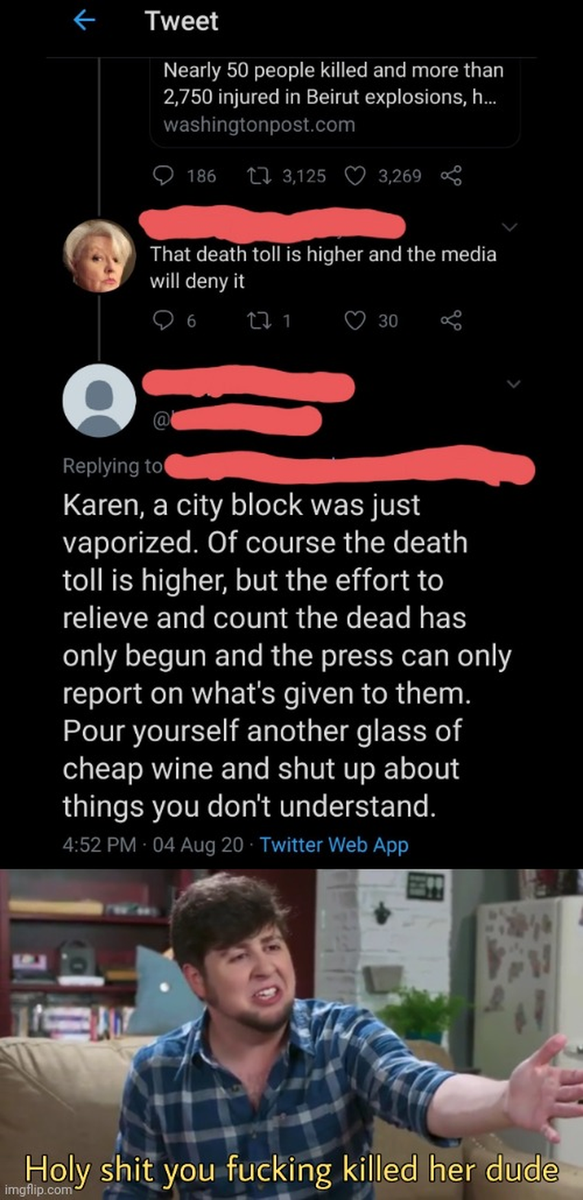 Tweet
Nearly 50 people killed and more than
2,750 injured in Beirut explosions, h...
washingtonpost.com
186 3,125 3,269
That death toll is higher and the media
will deny it
6 1 30
@
Replying to
Karen, a city block was just
vaporized. Of course the death
toll is higher, but the effort to
relieve and count the dead has
only begun and the press can only
report on what's given to them.
Pour yourself another glass of
cheap wine and shut up about
things you don't understand.
4:52 PM · 04 Aug 20 · Twitter Web App
Holy shit you fucking killed her dude
imgflip.com